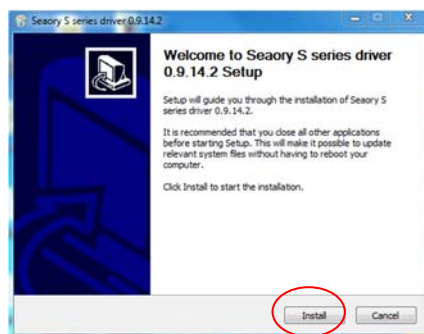 Seaory S series driver 0.9.14.2
Welcome to Seaory S series driver
0.9.14.2 Setup
Setup will guide you through the installation of Seaory S
series driver 0.9.14.2.
It is recommended that you close all other applications
before starting Setup. This will make it possible to update
relevant system files without having to reboot your
computer.
Click Install to start the installation.
Install
Cancel